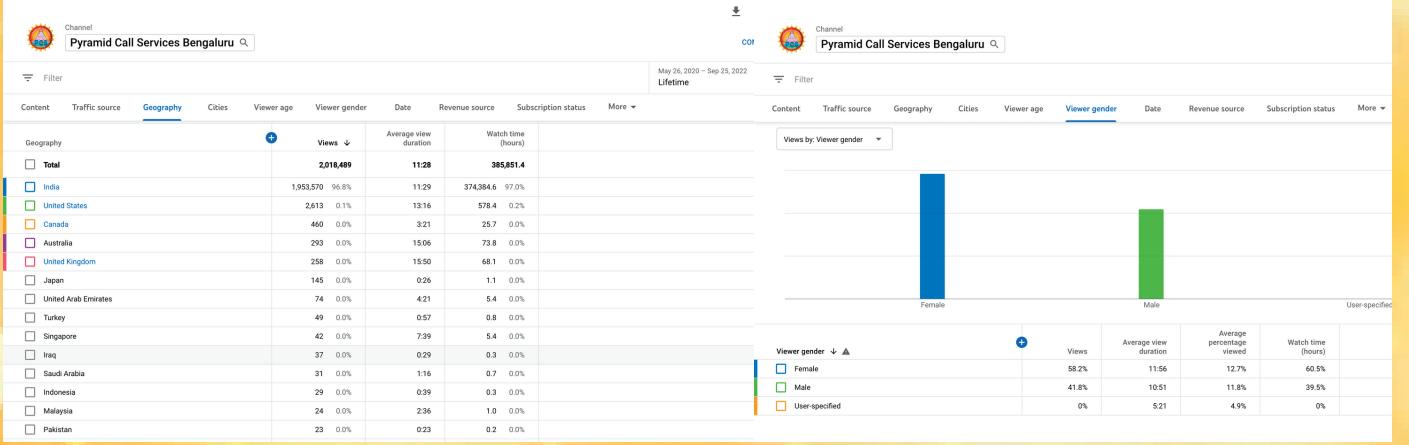 Channel
Pyramid Call Services Bengaluru
Filter
May 26, 2020 – Sep 25, 2022
Lifetime
Content Traffic source Geography Cities Viewer age Viewer gender Date Revenue source Subscription status More
Geography Views Average view duration Watch time (hours)
Total 2,018,489 11:28 385,851.4
India 1,953,570 96.8% 11:29 374,384.6 97.0%
United States 2,613 0.1% 13:16 578.4 0.2%
Canada 460 0.0% 3:21 25.7 0.0%
Australia 293 0.0% 15:06 73.8 0.0%
United Kingdom 258 0.0% 15:50 68.1 0.0%
Japan 145 0.0% 0:26 1.1 0.0%
United Arab Emirates 74 0.0% 4:21 5.4 0.0%
Turkey 49 0.0% 0:57 0.8 0.0%
Singapore 42 0.0% 7:39 5.4 0.0%
Iraq 37 0.0% 0:29 0.3 0.0%
Saudi Arabia 31 0.0% 1:16 0.7 0.0%
Indonesia 29 0.0% 0:39 0.3 0.0%
Malaysia 24 0.0% 2:36 1.0 0.0%
Pakistan 23 0.0% 0:23 0.2 0.0%
Channel
Pyramid Call Services Bengaluru
Filter
Content Traffic source Geography Cities Viewer age Viewer gender Date Revenue source Subscription status More
Views by: Viewer gender
Female Male User-specified
Viewer gender Views Average view duration Average percentage viewed Watch time (hours)
Female 58.2% 11:56 12.7% 60.5%
Male 41.8% 10:51 11.8% 39.5%
User-specified 0% 5:21 4.9% 0%